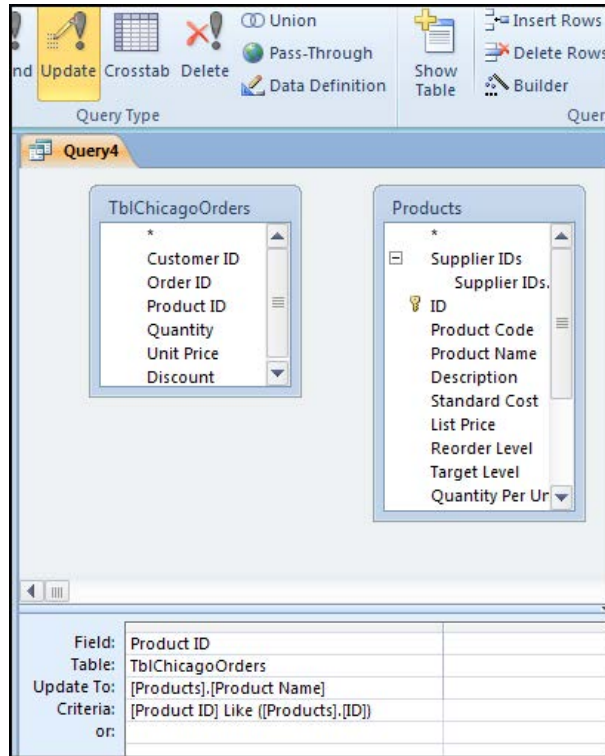 Union
Insert Rows
Pass-Through
Delete Rows
Update Crosstab Delete
Show
Table
Data Definition
Builder
Query Type
Query4
TblChicagoOrders
*
Customer ID
Order ID
Product ID
Quantity
Unit Price
Discount
Products
*
Supplier IDs
Supplier IDs.
ID
Product Code
Product Name
Description
Standard Cost
List Price
Reorder Level
Target Level
Quantity Per Un
Field: Product ID
Table: TblChicagoOrders
Update To: [Products].[Product Name]
Criteria: [Product ID] Like ([Products].[ID])
or: